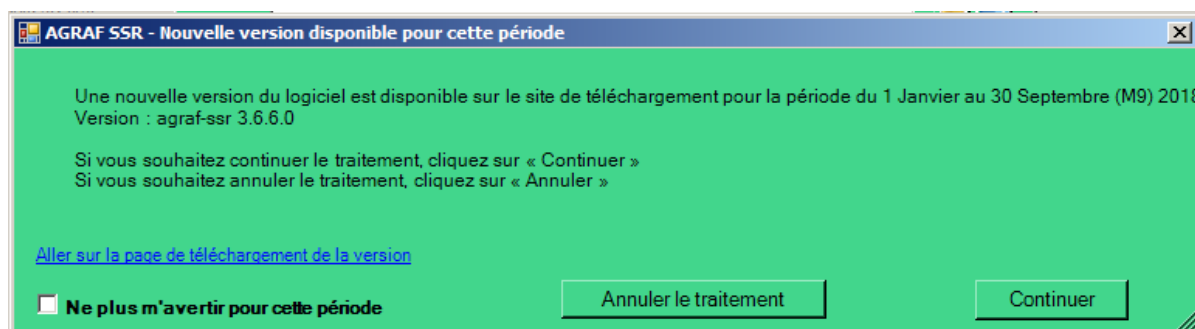 AGRAF SSR - Nouvelle version disponible pour cette période
Une nouvelle version du logiciel est disponible sur le site de téléchargement pour la période du 1 Janvier au 30 Septembre (M9) 2018
Version : agraf-ssr 3.6.6.0
Si vous souhaitez continuer le traitement, cliquez sur « Continuer »
Si vous souhaitez annuler le traitement, cliquez sur « Annuler »
Aller sur la page de téléchargement de la version
Ne plus m'avertir pour cette période
Annuler le traitement
Continuer